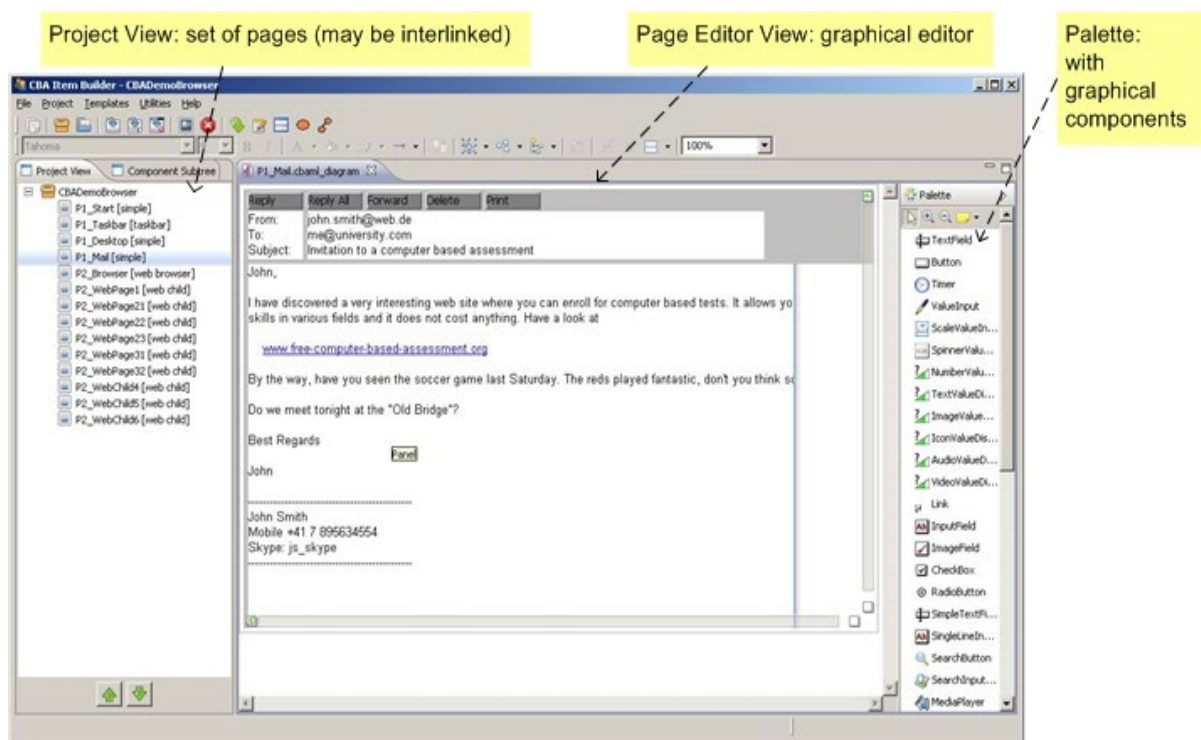 Project View: set of pages (may be interlinked)
Page Editor View: graphical editor
Palette:
with
graphical
components
CBA Item Builder - CBADemoBrowser
File Project Templates Utilities Help
Tahoma
100%
Project View
Component Subtree
P1_Mail.cbaml_diagram
CBADemoBrowser
P1_Start [simple]
P1_Taskbar [taskbar]
P1_Desktop [simple]
P1_Mail [simple]
P2_Browser [web browser]
P2_WebPage1 [web child]
P2_WebPage21 [web child]
P2_WebPage22 [web child]
P2_WebPage23 [web child]
P2_WebPage31 [web child]
P2_WebPage32 [web child]
P2_WebChild4 [web child]
P2_WebChild5 [web child]
P2_WebChild6 [web child]
Reply Reply All Forward Delete Print
From: john.smith@web.de
To: me@university.com
Subject: Invitation to a computer based assessment
John,
I have discovered a very interesting web site where you can enroll for computer based tests. It allows yo
skills in various fields and it does not cost anything. Have a look at
www.free-computer-based-assessment.org
By the way, have you seen the soccer game last Saturday. The reds played fantastic, don't you think so
Do we meet tonight at the "Old Bridge"?
Best Regards
Panel
John
John Smith
Mobile +41 7 895634554
Skype: js_skype
Palette
TextField
Button
Timer
ValueInput
ScaleValueIn...
SpinnerValu...
NumberValu...
TextValueDi...
ImageValue...
IconValueDis...
AudioValueD...
VideoValueDi...
Link
InputField
ImageField
CheckBox
RadioButton
SimpleTextFi...
SingleLineIn...
SearchButton
SearchInput...
MediaPlayer